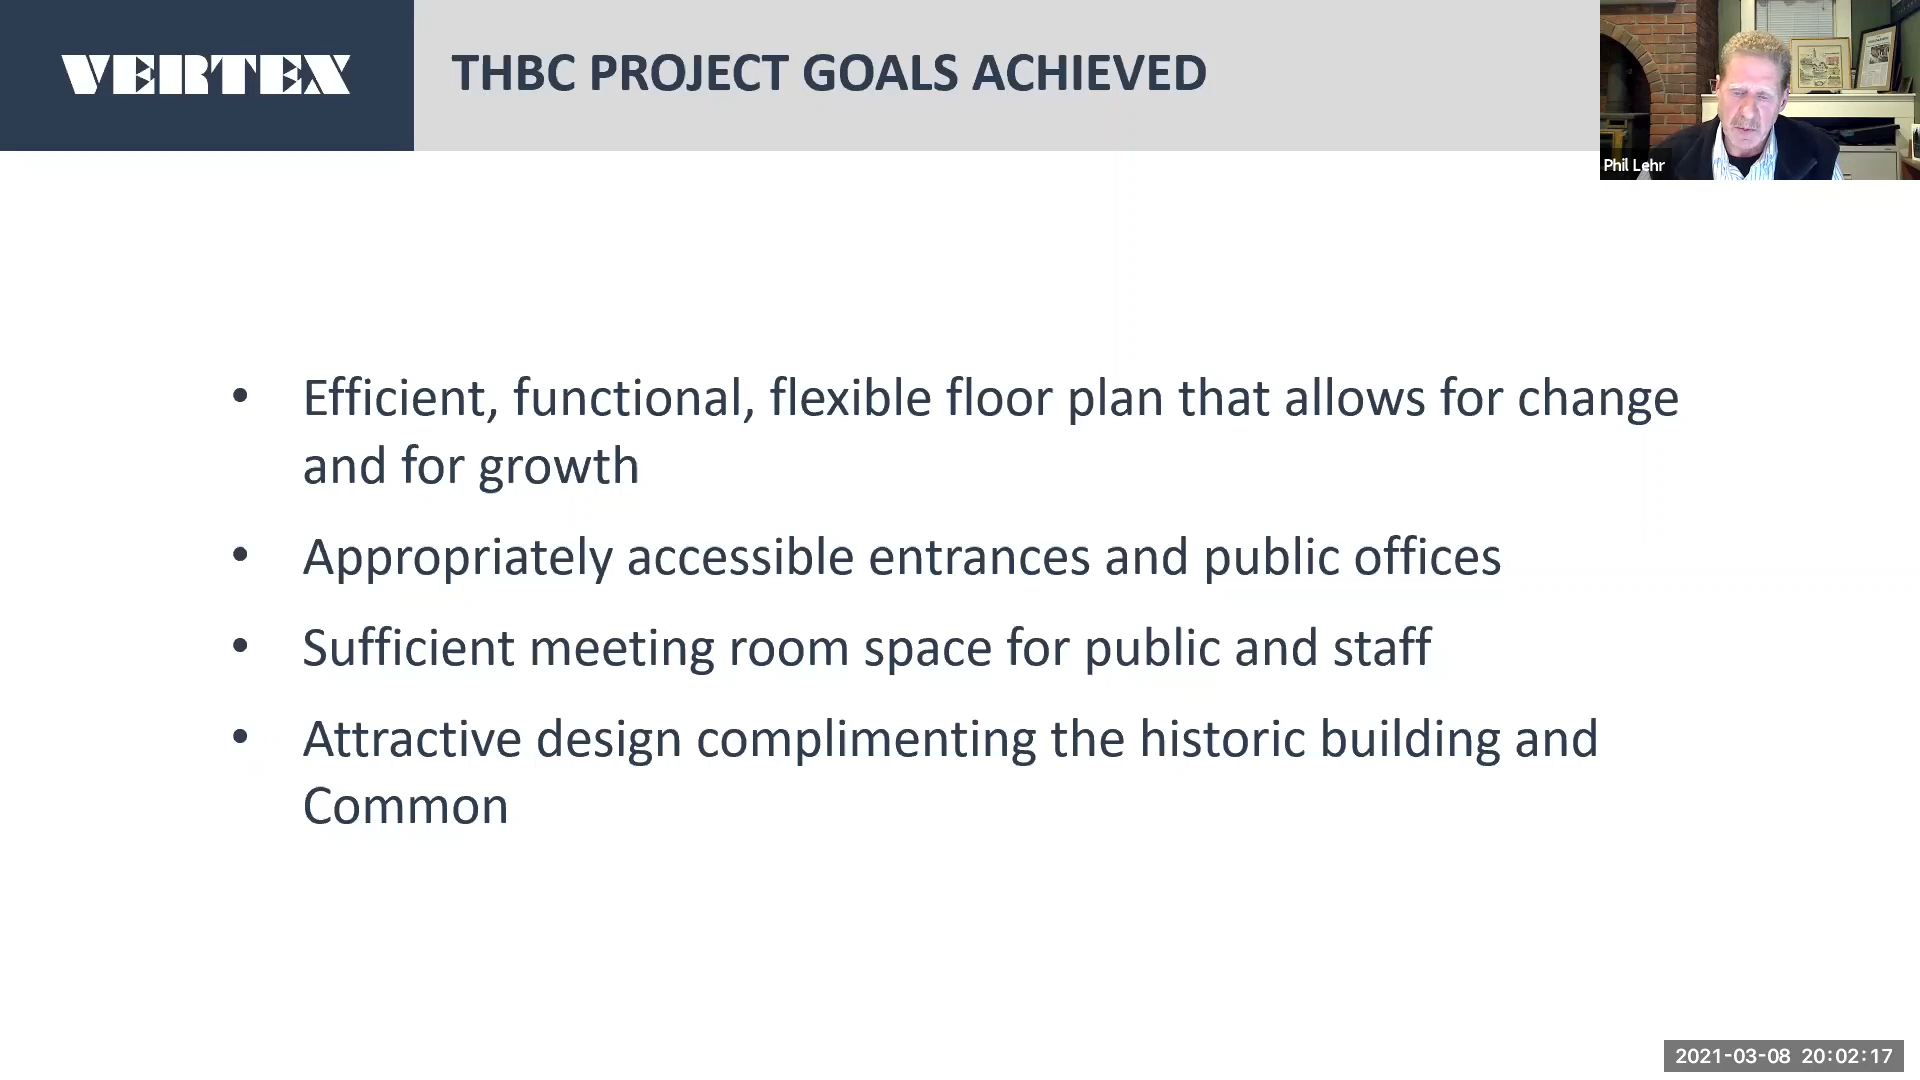 VERTEX
THBC PROJECT GOALS ACHIEVED
Phil Lehr
• Efficient, functional, flexible floor plan that allows for change
and for growth
• Appropriately accessible entrances and public offices
• Sufficient meeting room space for public and staff
• Attractive design complimenting the historic building and
Common
2021-03-08 20:02:17